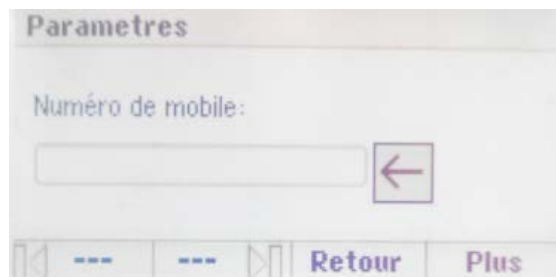 Parametres
Numéro de mobile:
--- --- Retour Plus